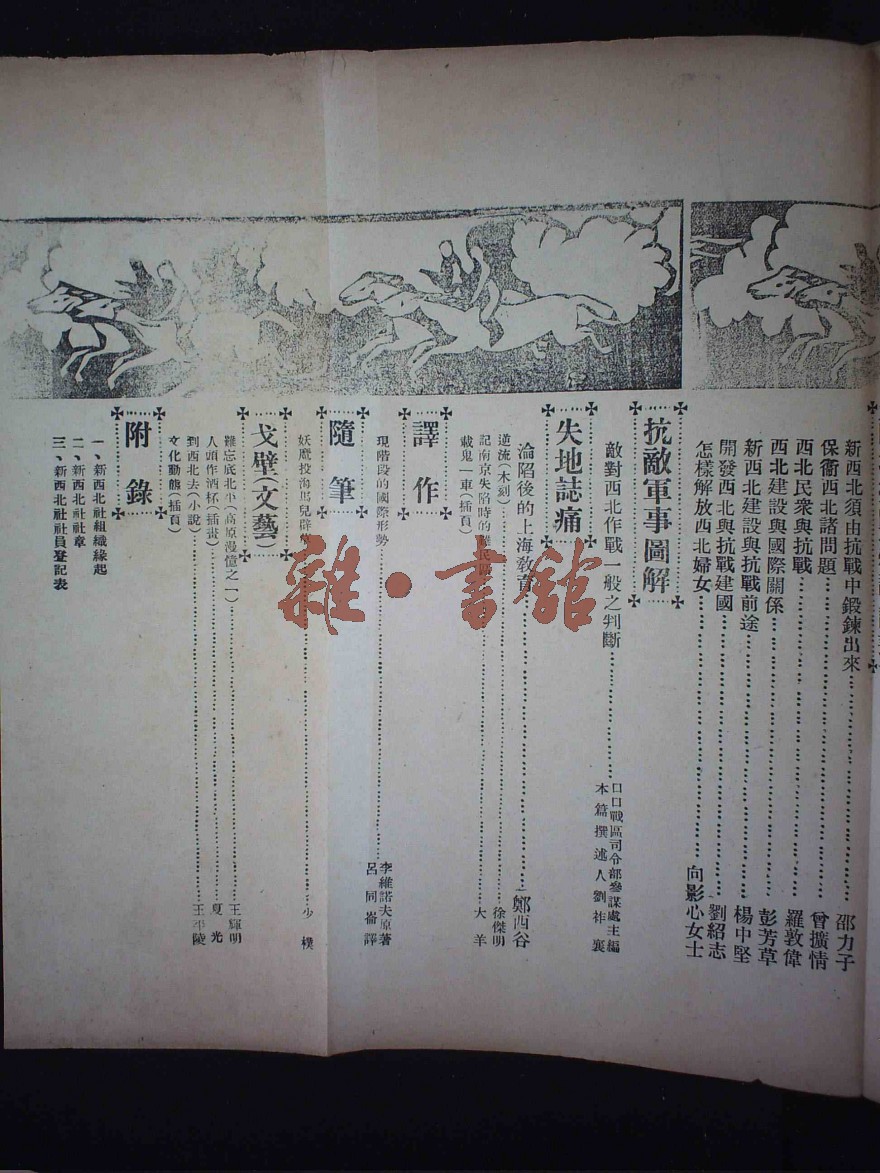 新西北須由抗戰中鍛鍊出來 邵力子
保衛西北諸問題 曾擴情
西北民衆與抗戰 羅敦偉
西北建設與國際關係 彭芳草
新西北建設與抗戰前途 楊中堅
開發西北與抗戰建國 劉紹志
怎樣解放西北婦女 向影心女士
抗敵軍事圖解
敵對西北作戰一般之判斷 口口戰區司令部參謀處主編
本篇撰述人劉祚襄
失地誌痛
淪陷後的上海教育 鄭西谷
逆流(木刻) 徐傑明
記南京失陷時的難民區 大羊
載鬼一車(插頁)
譯作
現階段的國際形勢 李維諾夫原著
呂同崙譯
隨筆
妖魔投海馬兒辟 少樸
戈壁(文藝)
難忘底北平(高原漫憶之一) 王輝明
人頭作酒杯(插畫) 夏光
到西北去(小說) 王平陵
文化動態(插頁)
附錄
一、新西北社組織緣起
二、新西北社社章
三、新西北社社員登記表
雜·書館